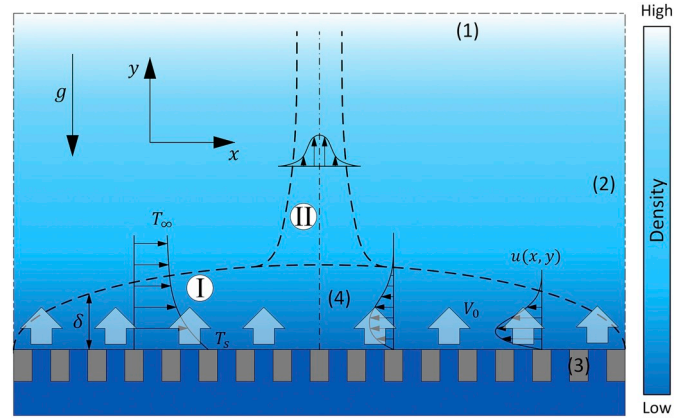 High
(1)
y
g
x
(2)
Density
T∞
II
u(x, y)
I
(4)
V₀
δ
Tₛ
(3)
Low